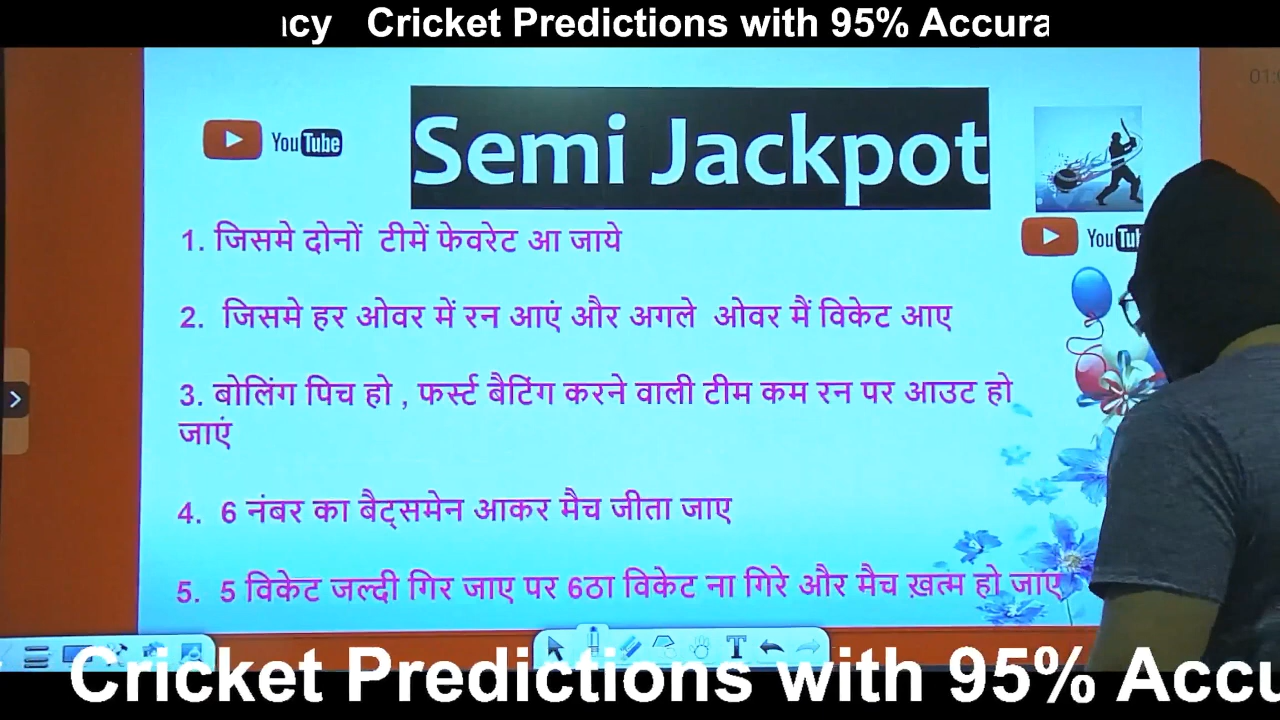 Cricket Predictions with 95% Accura
YouTube
Semi Jackpot
1. जिसमे दोनों टीमें फेवरेट आ जाये
YouTub
2. जिसमे हर ओवर में रन आएं और अगले ओवर मैं विकेट आए
3. बोलिंग पिच हो , फर्स्ट बैटिंग करने वाली टीम कम रन पर आउट हो
जाएं
4. 6 नंबर का बैट्समेन आकर मैच जीता जाए
5. 5 विकेट जल्दी गिर जाए पर 6ठा विकेट ना गिरे और मैच ख़त्म हो जाए
T
Cricket Predictions with 95% Accu